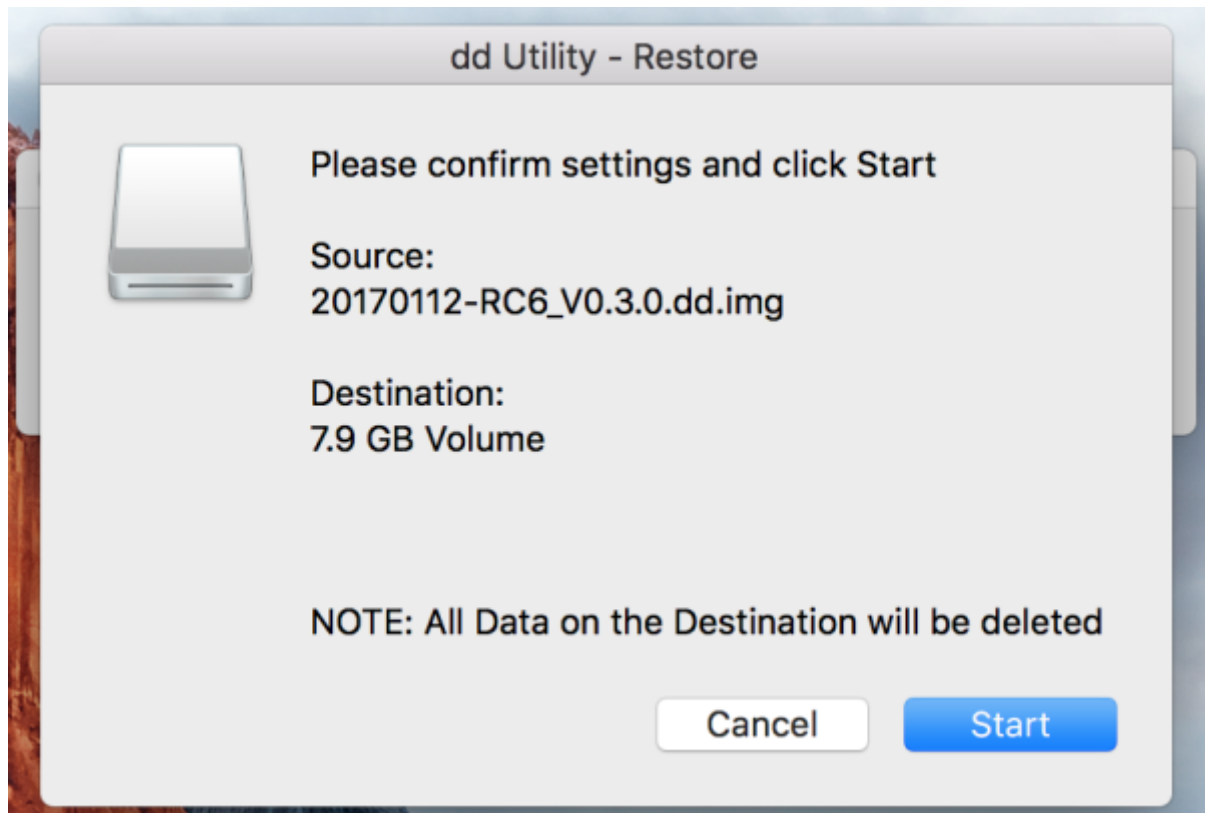 dd Utility - Restore
Please confirm settings and click Start
Source:
20170112-RC6_V0.3.0.dd.img
Destination:
7.9 GB Volume
NOTE: All Data on the Destination will be deleted
Cancel
Start